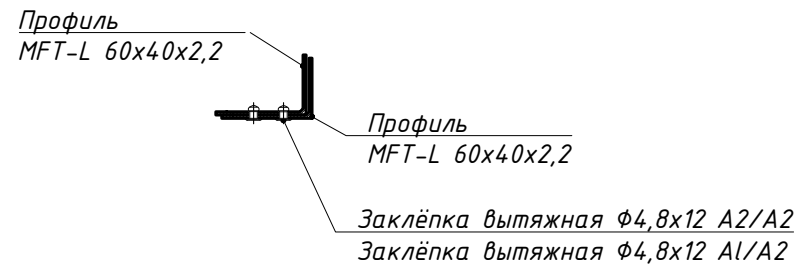 Профиль
MFT-L 60x40x2,2
Профиль
MFT-L 60x40x2,2
Заклёпка вытяжная Ф4,8x12 A2/A2
Заклёпка вытяжная Ф4,8x12 Al/A2